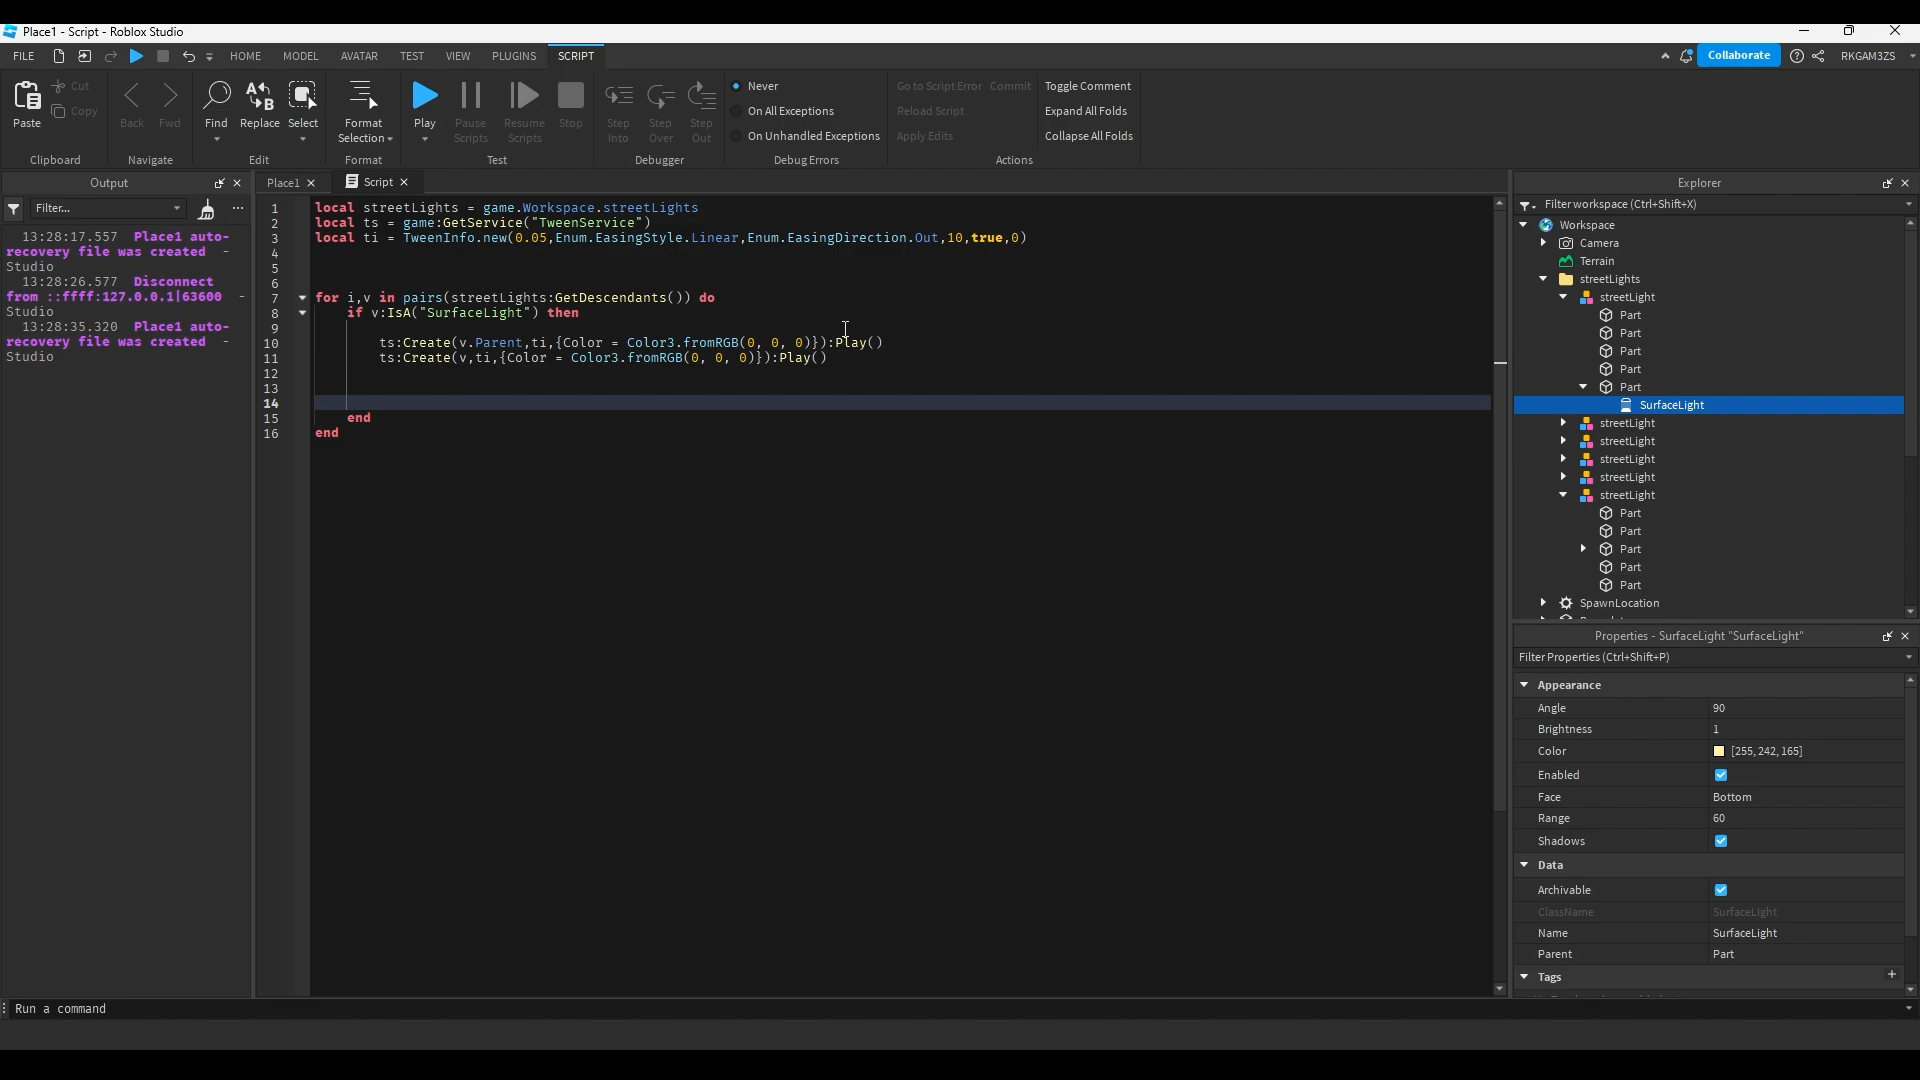 Place1 - Script - Roblox Studio
FILE HOME MODEL AVATAR TEST VIEW PLUGINS SCRIPT Collaborate RKGAM3ZS
Paste Cut Copy Back Fwd Find Replace Select Format Selection Play Pause Scripts Resume Scripts Stop Step Into Step Over Step Out
Never
On All Exceptions
On Unhandled Exceptions
Go to Script Error Commit
Reload Script
Apply Edits
Toggle Comment
Expand All Folds
Collapse All Folds
Clipboard Navigate Edit Format Test Debugger Debug Errors Actions
Output
Filter...
13:28:17.557 Place1 auto-
recovery file was created -
Studio
13:28:26.577 Disconnect
from ::ffff:127.0.0.1|63600 -
Studio
13:28:35.320 Place1 auto-
recovery file was created -
Studio
Place1 Script
1 local streetLights = game.Workspace.streetLights
2 local ts = game:GetService("TweenService")
3 local ti = TweenInfo.new(0.05,Enum.EasingStyle.Linear,Enum.EasingDirection.Out,10,true,0)
4
5
6
7 for i,v in pairs(streetLights:GetDescendants()) do
8 if v:IsA("SurfaceLight") then
9
10 ts:Create(v.Parent,ti,{Color = Color3.fromRGB(0, 0, 0)}):Play()
11 ts:Create(v,ti,{Color = Color3.fromRGB(0, 0, 0)}):Play()
12
13
14
15 end
16 end
Explorer
Filter workspace (Ctrl+Shift+X)
Workspace
Camera
Terrain
streetLights
streetLight
Part
Part
Part
Part
Part
SurfaceLight
streetLight
streetLight
streetLight
streetLight
streetLight
Part
Part
Part
Part
Part
SpawnLocation
Properties - SurfaceLight "SurfaceLight"
Filter Properties (Ctrl+Shift+P)
Appearance
Angle 90
Brightness 1
Color [255, 242, 165]
Enabled
Face Bottom
Range 60
Shadows
Data
Archivable
ClassName SurfaceLight
Name SurfaceLight
Parent Part
Tags
Run a command